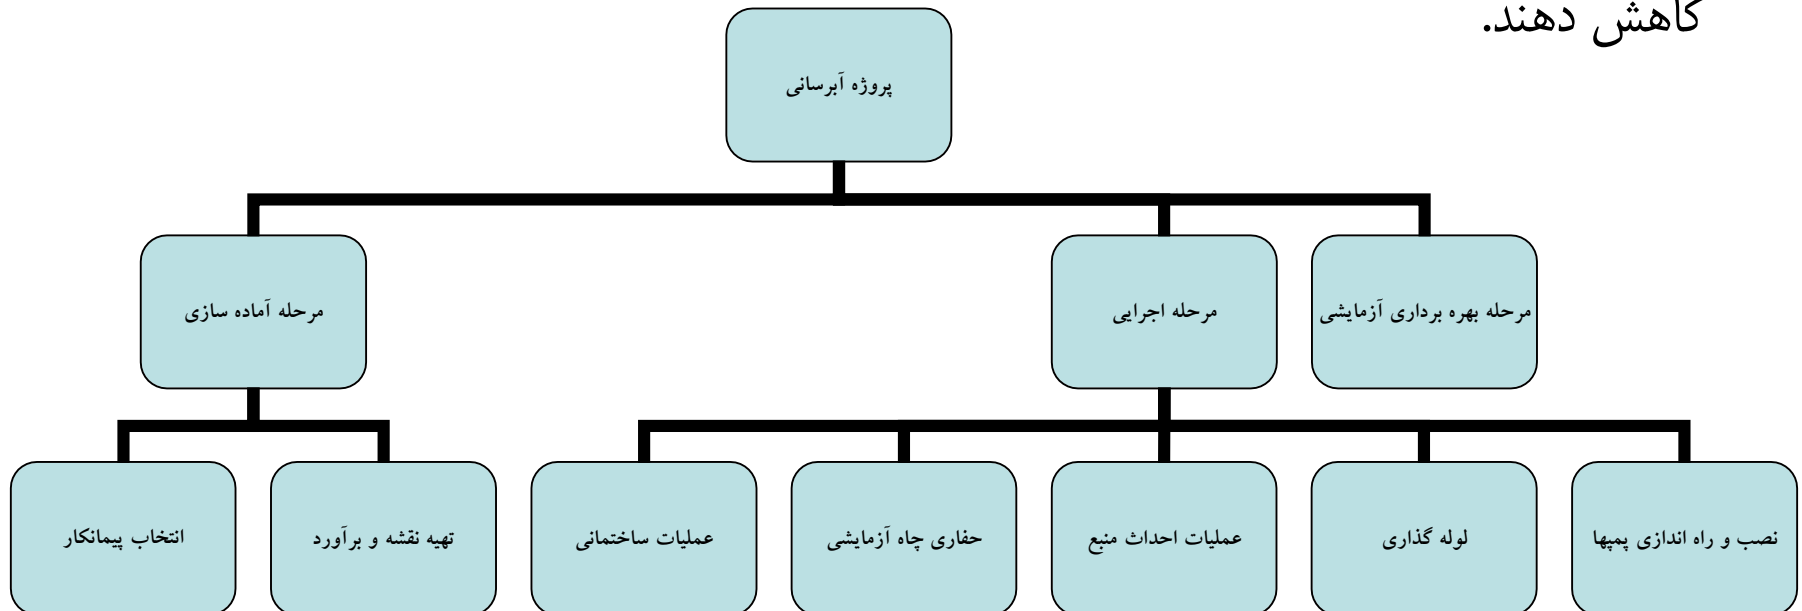 کاهش دهند.
پروژه آبرسانی
مرحله بهره برداری آزمایشی
مرحله اجرایی
مرحله آماده سازی
نصب و راه اندازی پمپها
لوله گذاری
عملیات احداث منبع
حفاری چاه آزمایشی
عملیات ساختمانی
تهیه نقشه و برآورد
انتخاب پیمانکار